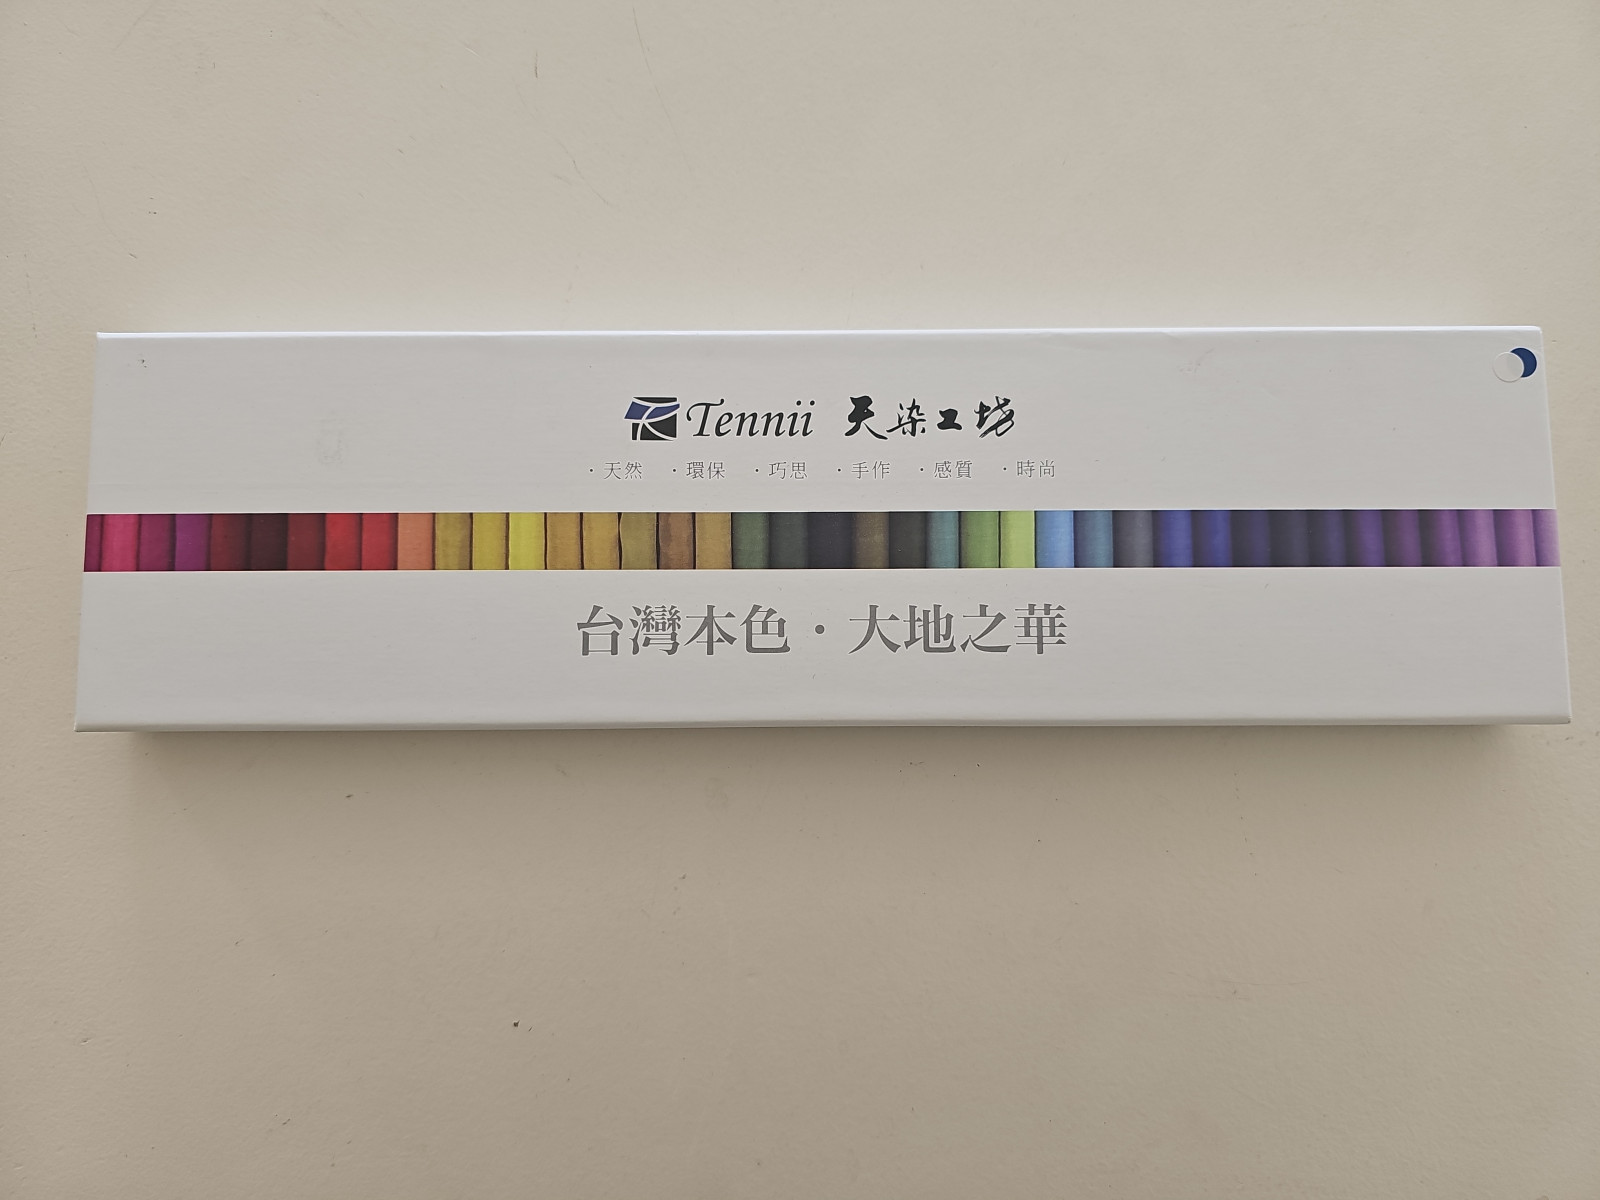 Tennii 天染工坊
·天然 ·環保 ·巧思 ·手作 ·感質 ·時尚
台灣本色·大地之華